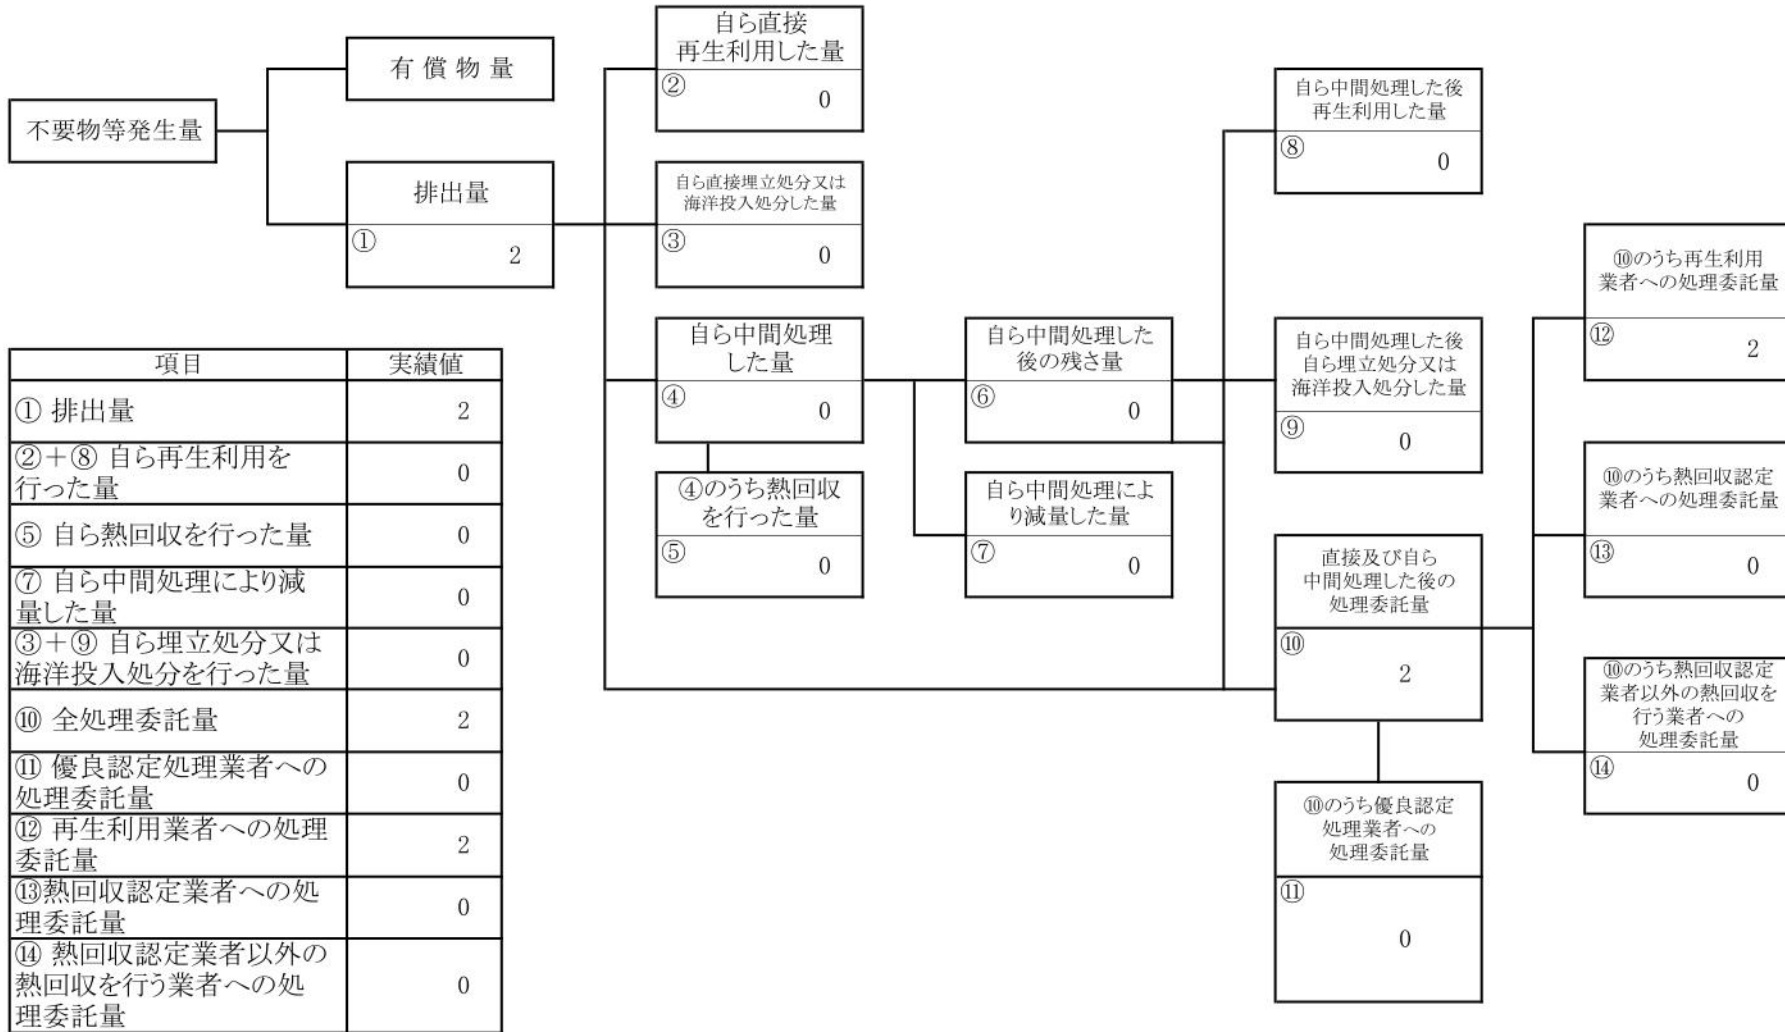 不要物等発生量
有償物量
排出量
①
2
自ら直接
再生利用した量
②
0
自ら直接埋立処分又は
海洋投入処分した量
③
0
自ら中間処理
した量
④
0
④のうち熱回収
を行った量
⑤
0
自ら中間処理した
後の残さ量
⑥
0
自ら中間処理によ
り減量した量
⑦
0
自ら中間処理した後
再生利用した量
⑧
0
自ら中間処理した後
自ら埋立処分又は
海洋投入処分した量
⑨
0
直接及び自ら
中間処理した後の
処理委託量
⑩
2
⑩のうち優良認定
処理業者への
処理委託量
⑪
0
⑩のうち再生利用
業者への処理委託量
⑫
2
⑩のうち熱回収認定
業者への処理委託量
⑬
0
⑩のうち熱回収認定
業者以外の熱回収を
行う業者への
処理委託量
⑭
0
項目 実績値
① 排出量 2
②+⑧ 自ら再生利用を
行った量 0
⑤ 自ら熱回収を行った量 0
⑦ 自ら中間処理により減
量した量 0
③+⑨ 自ら埋立処分又は
海洋投入処分を行った量 0
⑩ 全処理委託量 2
⑪ 優良認定処理業者への
処理委託量 0
⑫ 再生利用業者への処理
委託量 2
⑬熱回収認定業者への処
理委託量 0
⑭ 熱回収認定業者以外の
熱回収を行う業者への処
理委託量 0